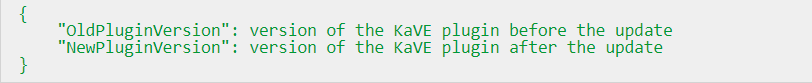 {
"OldPluginVersion": version of the KaVE plugin before the update
"NewPluginVersion": version of the KaVE plugin after the update
}